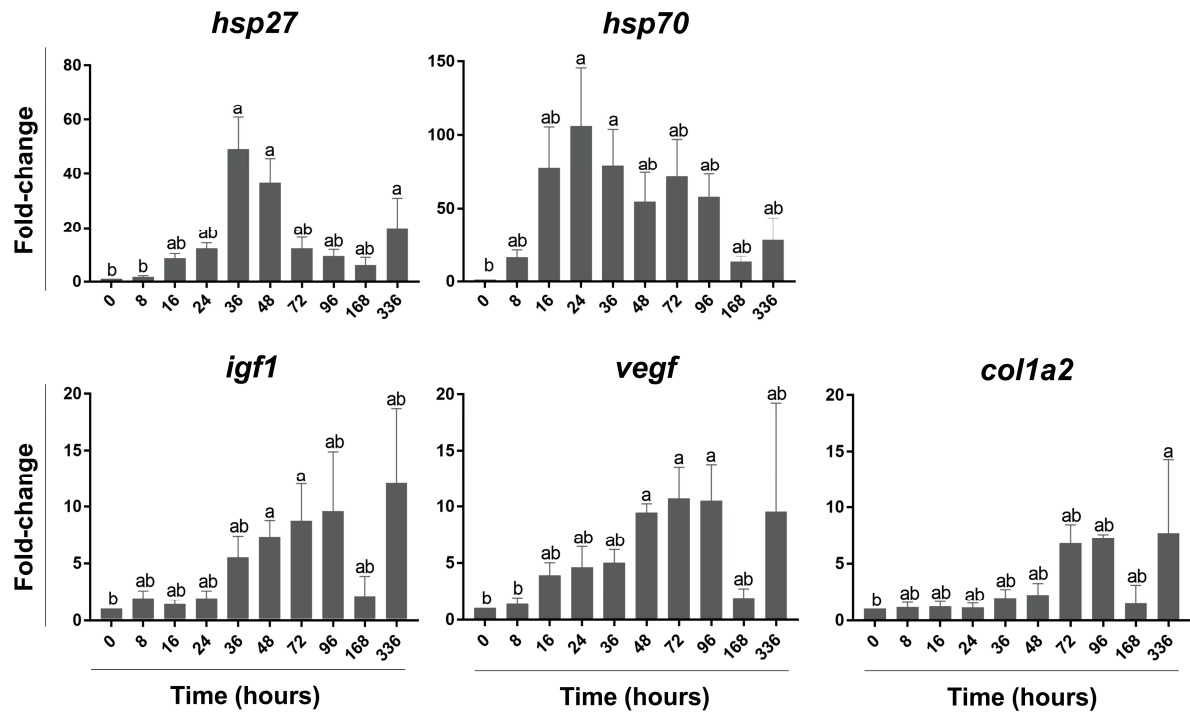 hsp27
hsp70
Fold-change
80
60
40
20
0
b b ab ab a a ab ab ab a
0 8 16 24 36 48 72 96 168 336
150
100
50
0
b ab ab a a ab ab ab ab ab
0 8 16 24 36 48 72 96 168 336
igf1
vegf
col1a2
Fold-change
20
15
10
5
0
b ab ab ab ab a a ab ab ab
0 8 16 24 36 48 72 96 168 336
Time (hours)
20
15
10
5
0
b b ab ab ab a a a ab ab
0 8 16 24 36 48 72 96 168 336
Time (hours)
20
15
10
5
0
b ab ab ab ab ab ab ab ab a
0 8 16 24 36 48 72 96 168 336
Time (hours)